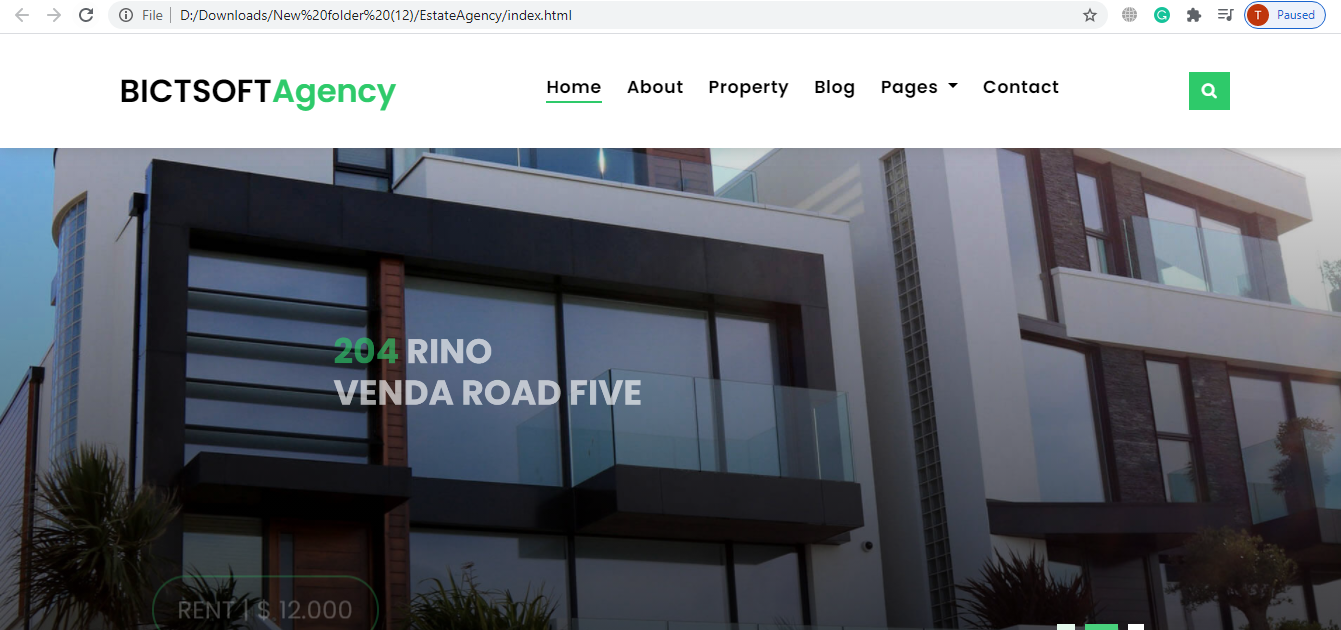 File | D:/Downloads/New%20folder%20(12)/EstateAgency/index.html
T Paused
BICTSOFTAgency
Home About Property Blog Pages Contact
204 RINO
VENDA ROAD FIVE
RENT | $ 12.000